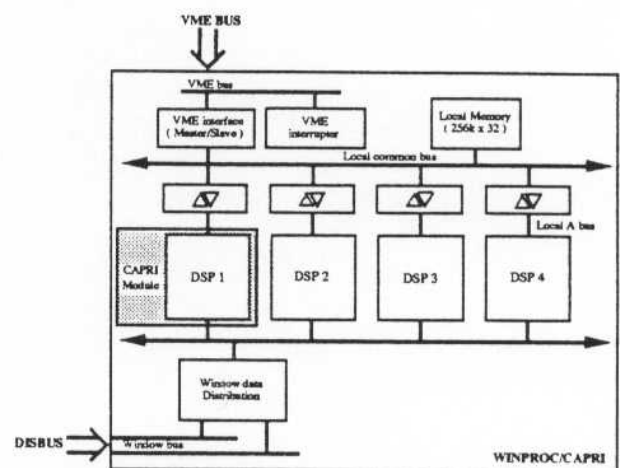 VME BUS
VME bus
VME interface
( Master/Slave )
VME
interruptor
Local Memory
( 256k x 32 )
Local common bus
Local A bus
CAPRI
Module
DSP 1
DSP 2
DSP 3
DSP 4
Window data
Distribution
DISBUS
Window bus
WINPROC/CAPRI